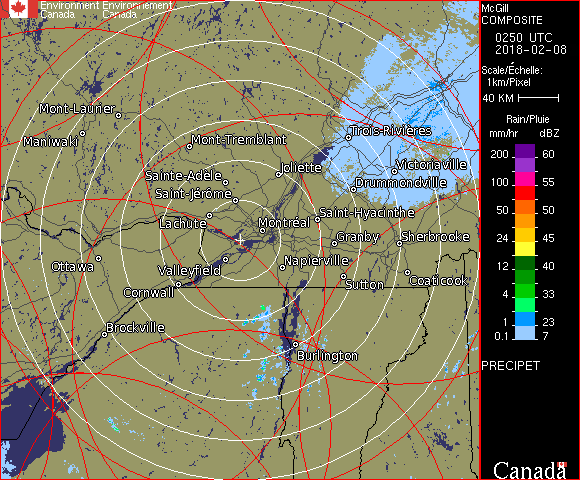 Environment Environnement
Canada Canada
McGill
COMPOSITE
0250 UTC
2018-02-08
Scale/Échelle:
1km/Pixel
40 KM
Rain/Pluie
mm/hr dBZ
200 60
150 57
100 55
50 50
24 45
12 40
4 33
1 23
0.1 7
PRECIPET
Canada
Mont-Laurier
Maniwaki
Mont-Tremblant
Trois-Rivières
Sainte-Adèle
Joliette
Victoriaville
Saint-Jérôme
Drummondville
Lachute
Montréal
Saint-Hyacinthe
Ottawa
Granby
Sherbrooke
Valleyfield
Napierville
Cornwall
Sutton
Coaticook
Brockville
Burlington